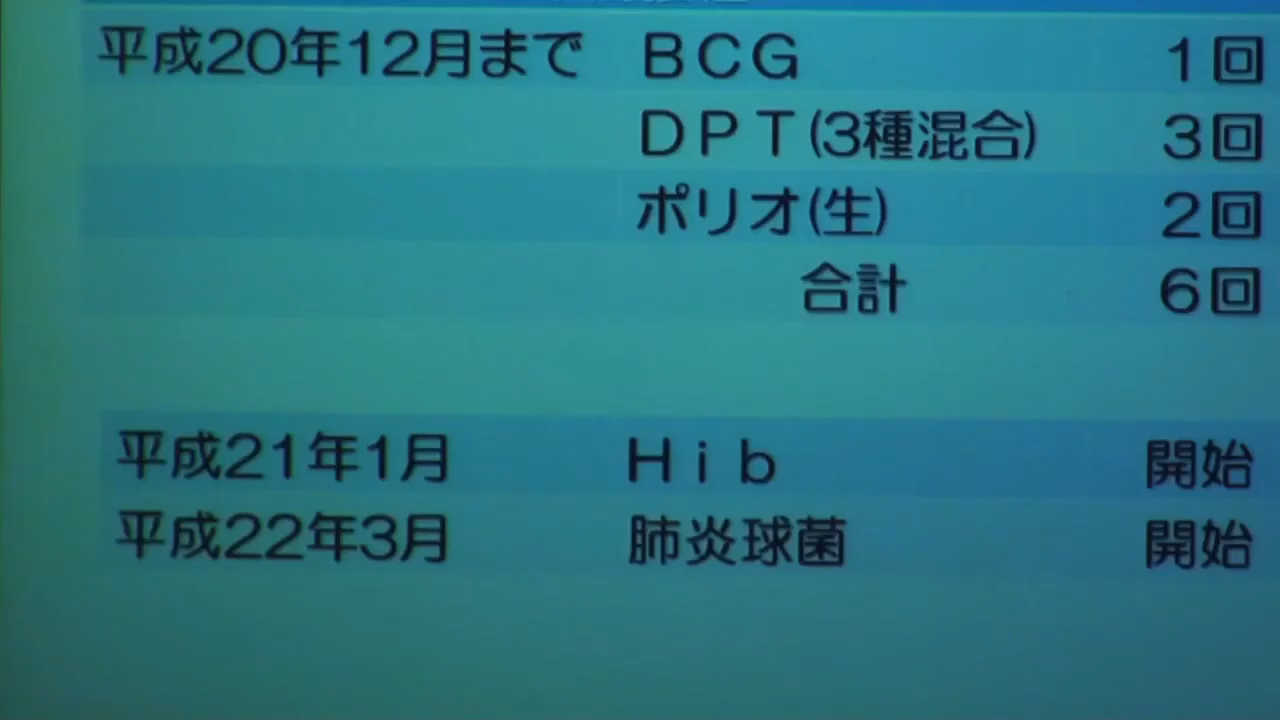 平成20年12月まで BCG 1回
DPT(3種混合) 3回
ポリオ(生) 2回
合計 6回
平成21年1月 Hib 開始
平成22年3月 肺炎球菌 開始